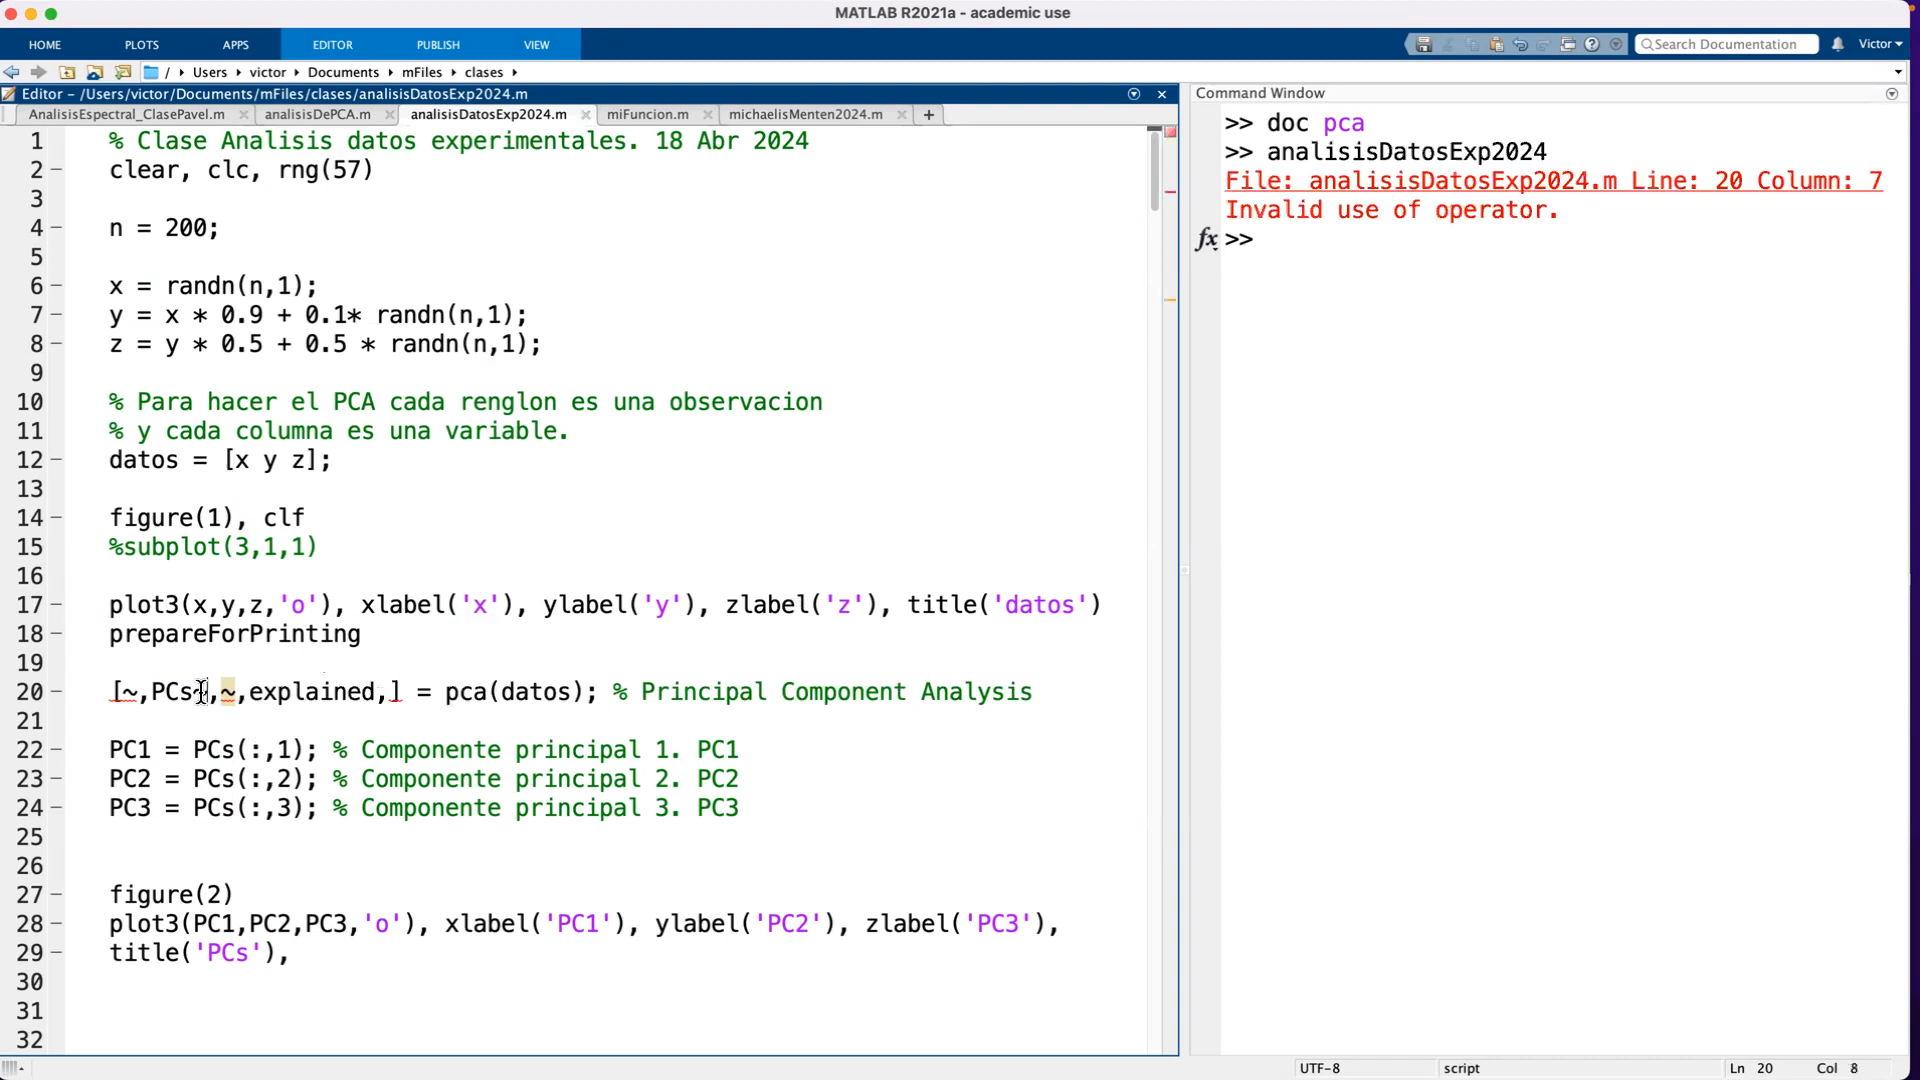 MATLAB R2021a - academic use
HOME PLOTS APPS EDITOR PUBLISH VIEW Search Documentation Victor
/ Users victor Documents mFiles clases
Editor – /Users/victor/Documents/mFiles/clases/analisisDatosExp2024.m
AnalisisEspectral_ClasePavel.m analisisDePCA.m analisisDatosExp2024.m miFuncion.m michaelisMenten2024.m +
1 % Clase Analisis datos experimentales. 18 Abr 2024
2 – clear, clc, rng(57)
3
4 – n = 200;
5
6 – x = randn(n,1);
7 – y = x * 0.9 + 0.1* randn(n,1);
8 – z = y * 0.5 + 0.5 * randn(n,1);
9
10 % Para hacer el PCA cada renglon es una observacion
11 % y cada columna es una variable.
12 – datos = [x y z];
13
14 – figure(1), clf
15 %subplot(3,1,1)
16
17 – plot3(x,y,z,'o'), xlabel('x'), ylabel('y'), zlabel('z'), title('datos')
18 – prepareForPrinting
19
20 – [~,PCs~,~,explained,] = pca(datos); % Principal Component Analysis
21
22 – PC1 = PCs(:,1); % Componente principal 1. PC1
23 – PC2 = PCs(:,2); % Componente principal 2. PC2
24 – PC3 = PCs(:,3); % Componente principal 3. PC3
25
26
27 – figure(2)
28 – plot3(PC1,PC2,PC3,'o'), xlabel('PC1'), ylabel('PC2'), zlabel('PC3'),
29 – title('PCs'),
30
31
32
Command Window
>> doc pca
>> analisisDatosExp2024
File: analisisDatosExp2024.m Line: 20 Column: 7
Invalid use of operator.
fx >>
UTF-8 script Ln 20 Col 8